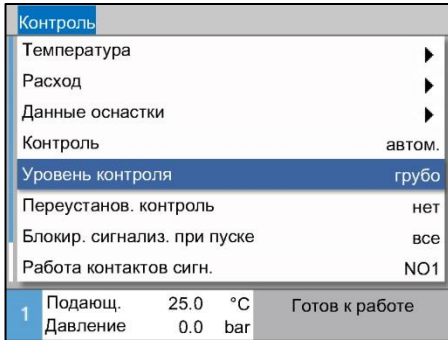 Контроль
Температура
Расход
Данные оснастки
Контроль автом.
Уровень контроля грубо
Переустанов. контроль нет
Блокир. сигнализ. при пуске все
Работа контактов сигн. NO1
1 Подающ. 25.0 °C Готов к работе
Давление 0.0 bar